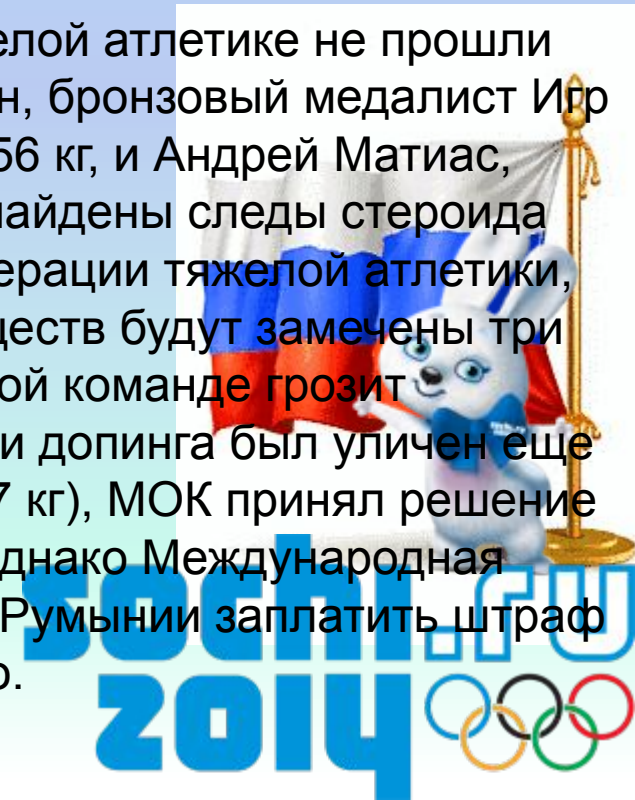 елой атлетике не прошли
н, бронзовый медалист Игр
56 кг, и Андрей Матиас,
найдены следы стероида
ерации тяжелой атлетики,
ществ будут замечены три
ой команде грозит
и допинга был уличен еще
7 кг), МОК принял решение
днако Международная
Румынии заплатить штраф
о.
sochi.ru
2014